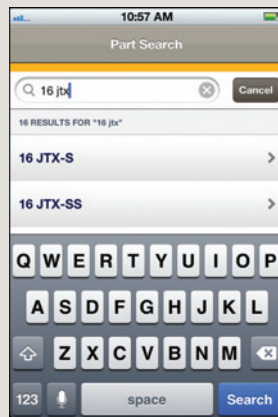 10:57 AM
Part Search
16 jtx
Cancel
16 RESULTS FOR "16 jtx"
16 JTX-S
16 JTX-SS
Q W E R T Y U I O P
A S D F G H J K L
Z X C V B N M
123 space Search